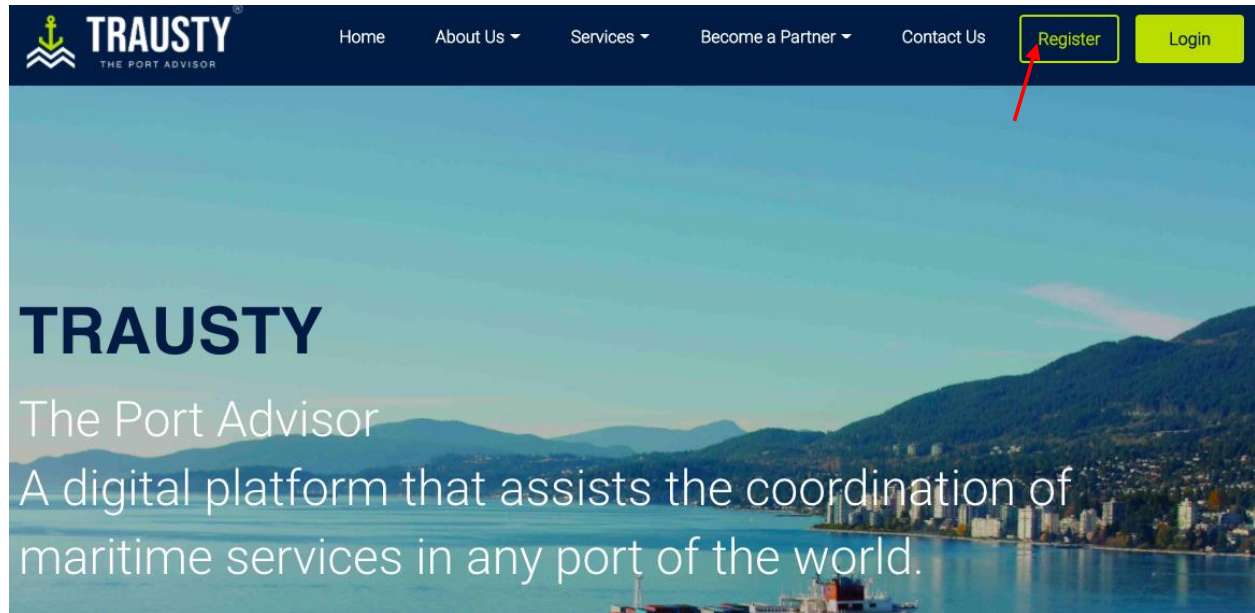 TRAUSTY®
THE PORT ADVISOR
Home About Us Services Become a Partner Contact Us Register Login
TRAUSTY
The Port Advisor
A digital platform that assists the coordination of
maritime services in any port of the world.